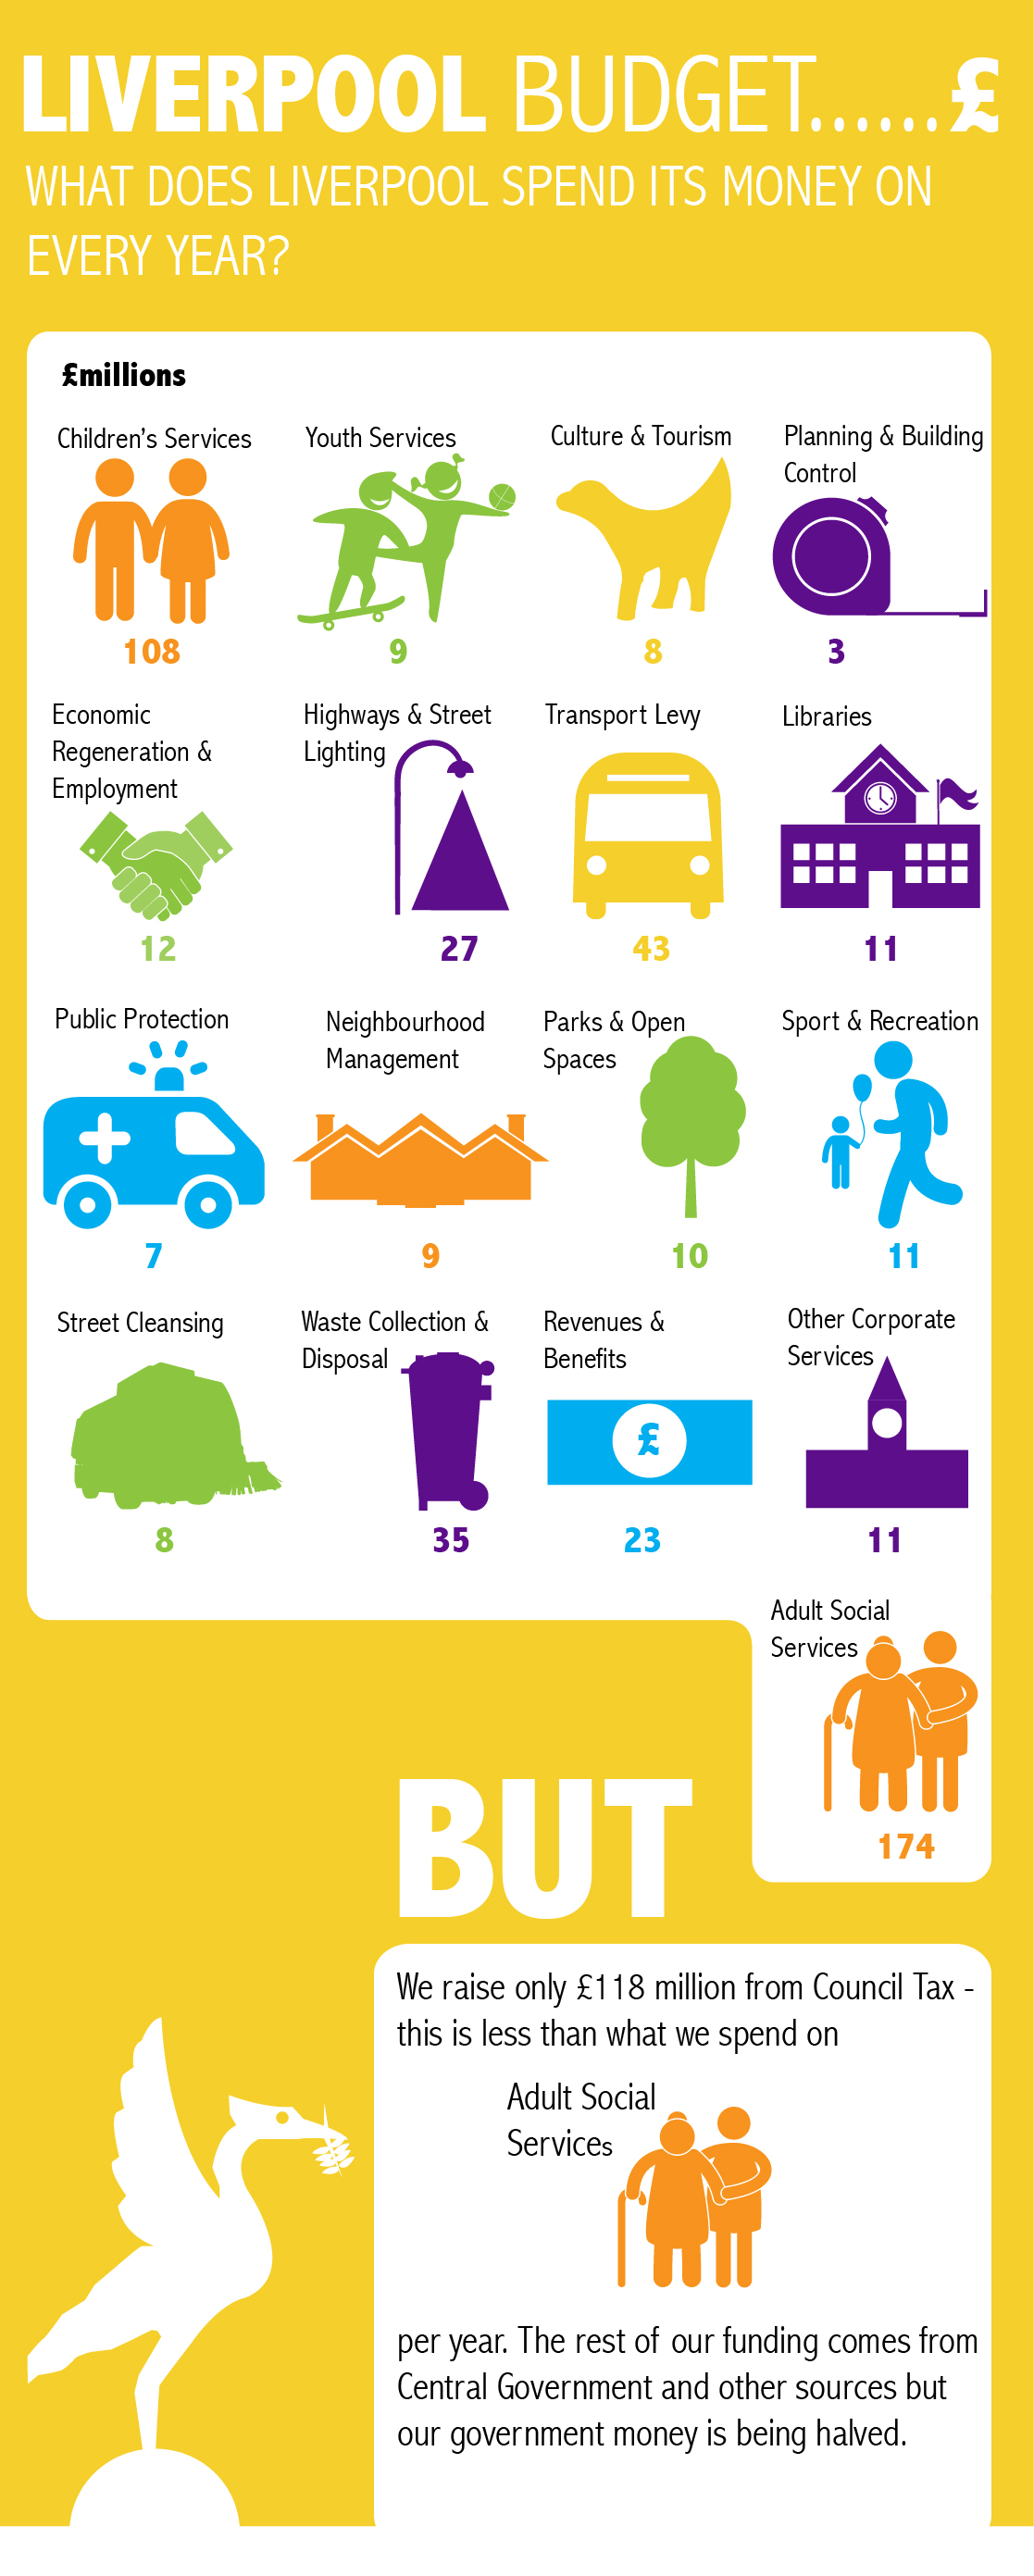 LIVERPOOL BUDGET......£
WHAT DOES LIVERPOOL SPEND ITS MONEY ON
EVERY YEAR?
£millions
Children's Services
108
Youth Services
9
Culture & Tourism
8
Planning & Building
Control
3
Economic
Regeneration &
Employment
12
Highways & Street
Lighting
27
Transport Levy
43
Libraries
11
Public Protection
7
Neighbourhood
Management
9
Parks & Open
Spaces
10
Sport & Recreation
11
Street Cleansing
8
Waste Collection &
Disposal
35
Revenues &
Benefits
£
23
Other Corporate
Services
11
Adult Social
Services
174
BUT
We raise only £118 million from Council Tax -
this is less than what we spend on
Adult Social
Services
per year. The rest of our funding comes from
Central Government and other sources but
our government money is being halved.